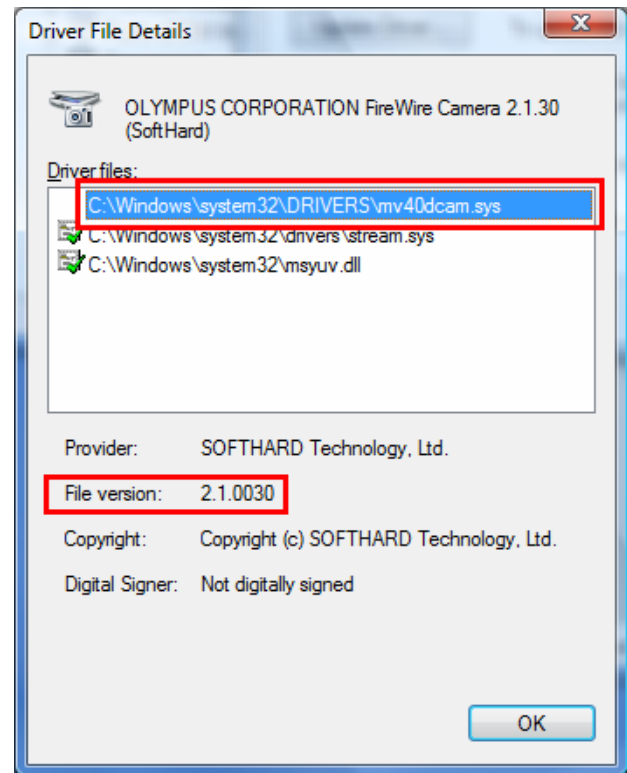 Driver File Details
OLYMPUS CORPORATION FireWire Camera 2.1.30
(SoftHard)
Driver files:
C:\Windows\system32\DRIVERS\mv40dcam.sys
C:\Windows\system32\drivers\stream.sys
C:\Windows\system32\msyuv.dll
Provider: SOFTHARD Technology, Ltd.
File version: 2.1.0030
Copyright: Copyright (c) SOFTHARD Technology, Ltd.
Digital Signer: Not digitally signed
OK